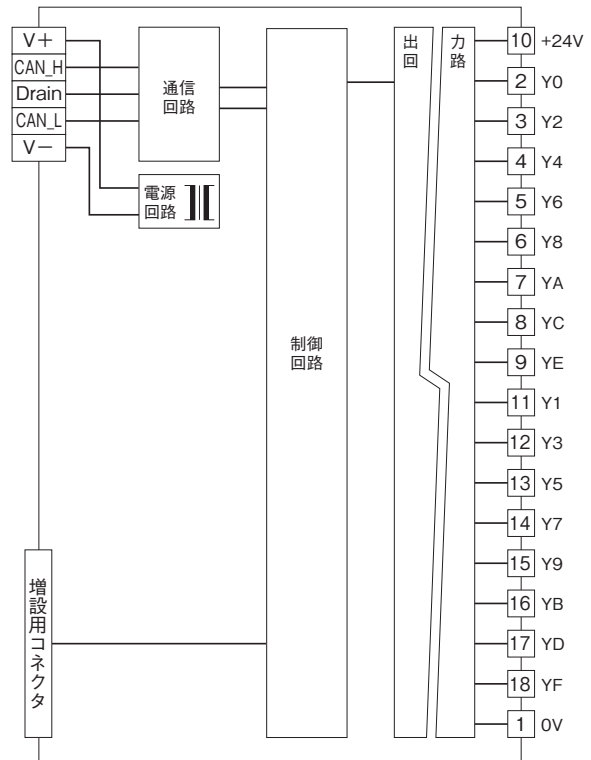 V+
CAN_H
Drain
CAN_L
V−
通信
回路
電源
回路
制御
回路
増設用コネクタ
出力
回路
10 +24V
2 Y0
3 Y2
4 Y4
5 Y6
6 Y8
7 YA
8 YC
9 YE
11 Y1
12 Y3
13 Y5
14 Y7
15 Y9
16 YB
17 YD
18 YF
1 0V